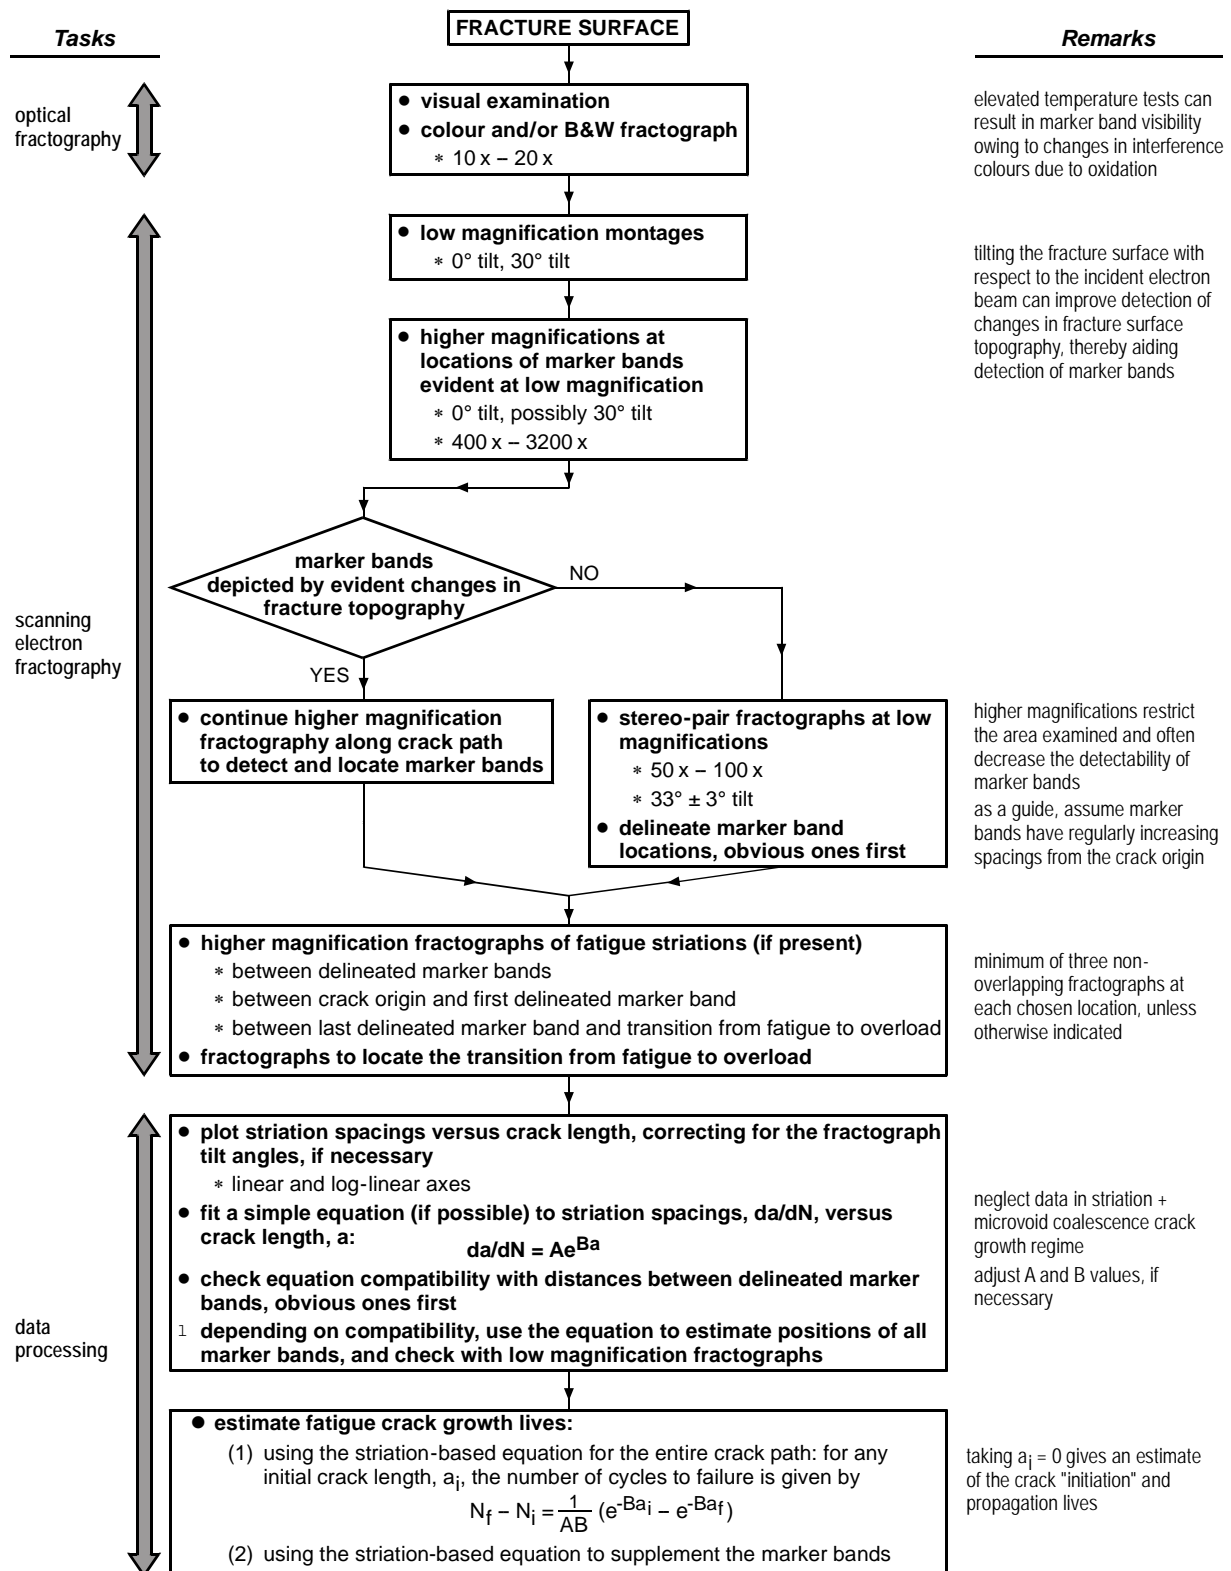 Tasks
FRACTURE SURFACE
Remarks
optical
fractography
● visual examination
● colour and/or B&W fractograph
* 10 x – 20 x
elevated temperature tests can
result in marker band visibility
owing to changes in interference
colours due to oxidation
● low magnification montages
* 0° tilt, 30° tilt
tilting the fracture surface with
respect to the incident electron
beam can improve detection of
changes in fracture surface
topography, thereby aiding
detection of marker bands
● higher magnifications at
locations of marker bands
evident at low magnification
* 0° tilt, possibly 30° tilt
* 400 x – 3200 x
marker bands
depicted by evident changes in
fracture topography
NO
YES
scanning
electron
fractography
● continue higher magnification
fractography along crack path
to detect and locate marker bands
● stereo-pair fractographs at low
magnifications
* 50 x – 100 x
* 33° ± 3° tilt
● delineate marker band
locations, obvious ones first
higher magnifications restrict
the area examined and often
decrease the detectability of
marker bands
as a guide, assume marker
bands have regularly increasing
spacings from the crack origin
● higher magnification fractographs of fatigue striations (if present)
* between delineated marker bands
* between crack origin and first delineated marker band
* between last delineated marker band and transition from fatigue to overload
● fractographs to locate the transition from fatigue to overload
minimum of three non-
overlapping fractographs at
each chosen location, unless
otherwise indicated
data
processing
● plot striation spacings versus crack length, correcting for the fractograph
tilt angles, if necessary
* linear and log-linear axes
● fit a simple equation (if possible) to striation spacings, da/dN, versus
crack length, a:
da/dN = Ae^Ba
● check equation compatibility with distances between delineated marker
bands, obvious ones first
1 depending on compatibility, use the equation to estimate positions of all
marker bands, and check with low magnification fractographs
neglect data in striation +
microvoid coalescence crack
growth regime
adjust A and B values, if
necessary
● estimate fatigue crack growth lives:
(1) using the striation-based equation for the entire crack path: for any
initial crack length, a_i, the number of cycles to failure is given by
N_f – N_i = 1/AB (e^-Ba_i – e^-Ba_f)
(2) using the striation-based equation to supplement the marker bands
taking a_i = 0 gives an estimate
of the crack "initiation" and
propagation lives